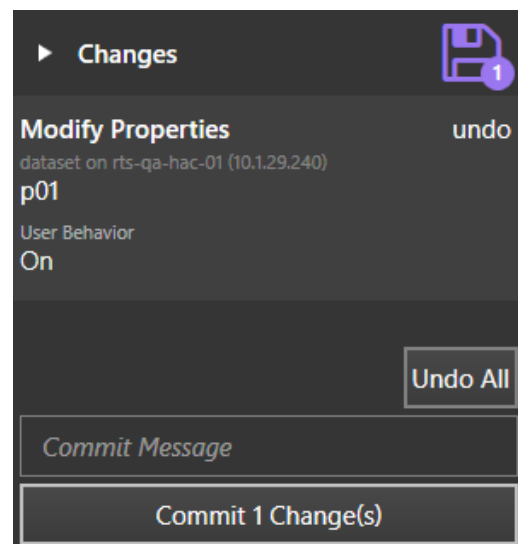 Changes
1
Modify Properties undo
dataset on rts-qa-hac-01 (10.1.29.240)
p01
User Behavior
On
Undo All
Commit Message
Commit 1 Change(s)